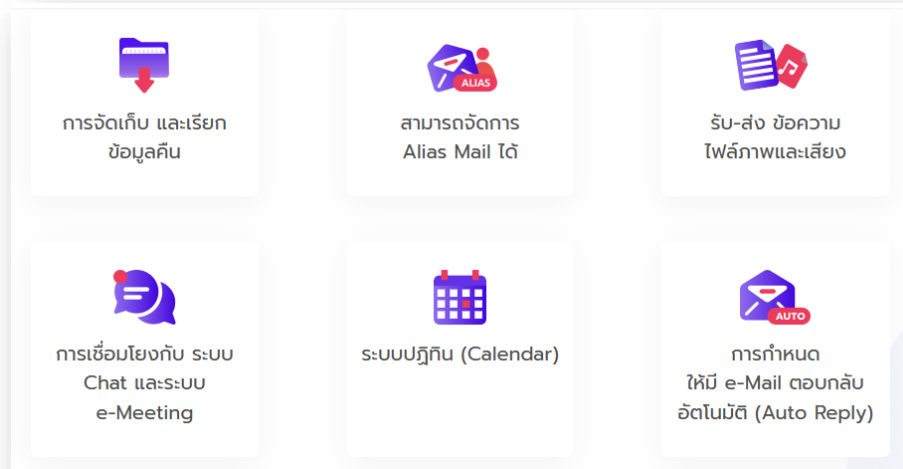 การจัดเก็บ และเรียก
ข้อมูลคืน
ALIAS
สามารถจัดการ
Alias Mail ได้
รับ-ส่ง ข้อความ
ไฟล์ภาพและเสียง
การเชื่อมโยงกับ ระบบ
Chat และระบบ
e-Meeting
ระบบปฏิทิน (Calendar)
AUTO
การกำหนด
ให้มี e-Mail ตอบกลับ
อัตโนมัติ (Auto Reply)